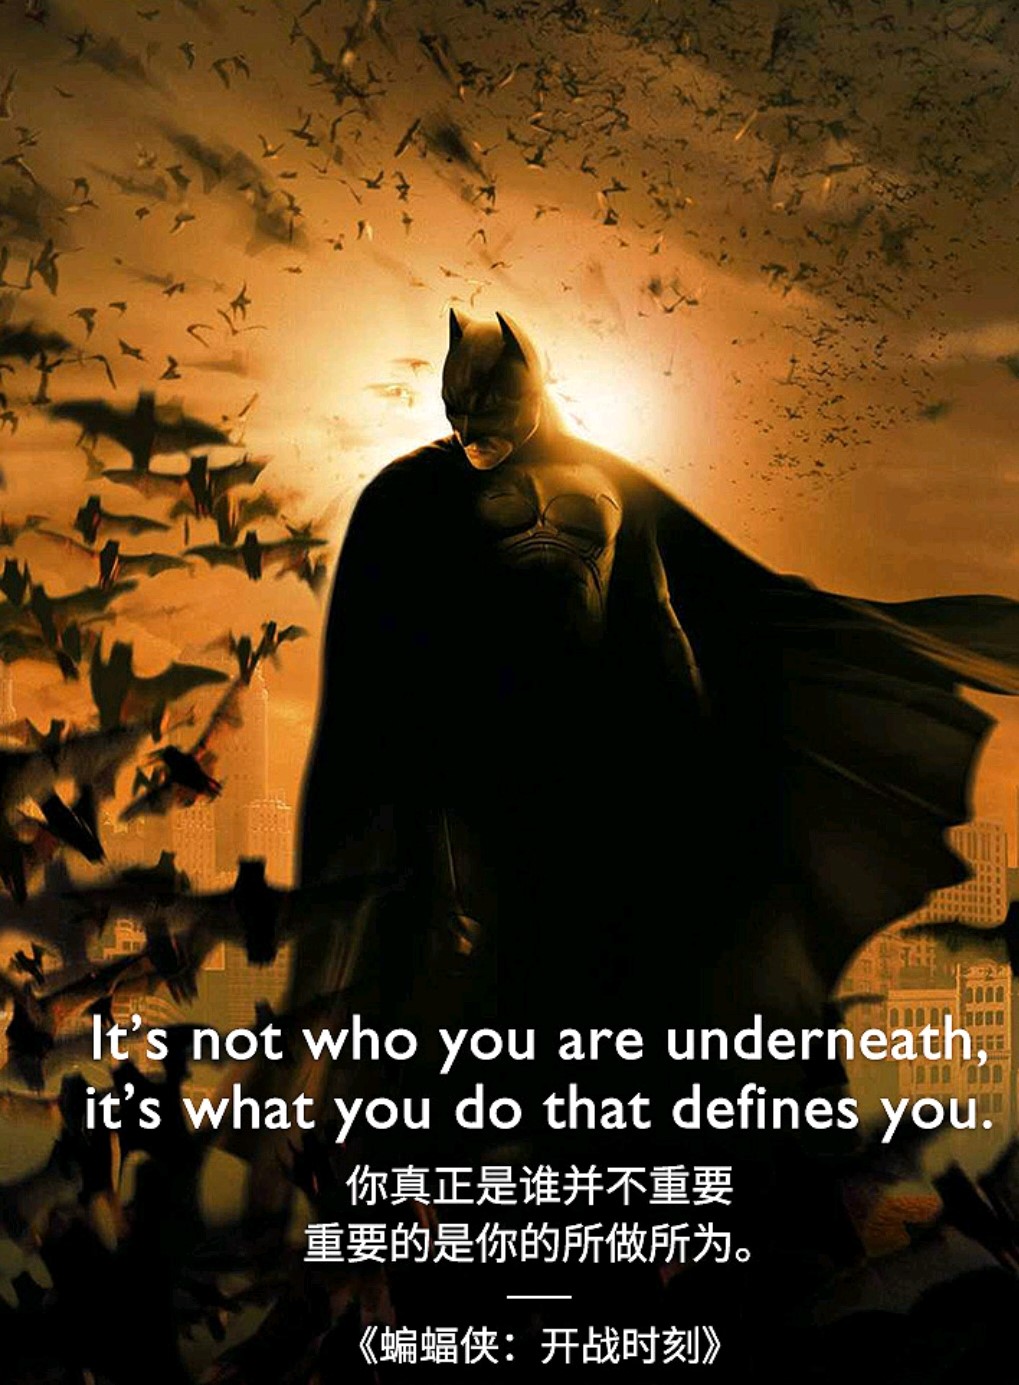 It’s not who you are underneath,
it’s what you do that defines you.
你真正是谁并不重要
重要的是你的所做所为。
《蝙蝠侠：开战时刻》